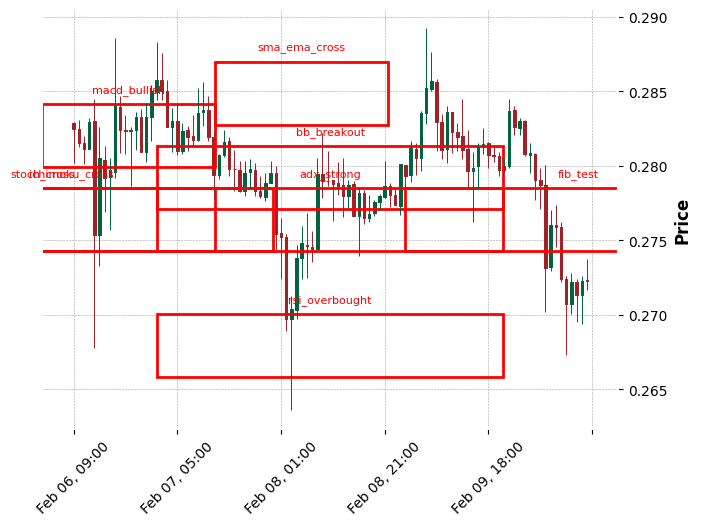 0.290
sma_ema_cross
macd_bullish
0.285
bb_breakout
0.280
adx_strong
fib_test
0.275
Price
rsi_overbought
0.270
0.265
Feb 06, 09:00
Feb 07, 05:00
Feb 08, 01:00
Feb 08, 21:00
Feb 09, 18:00